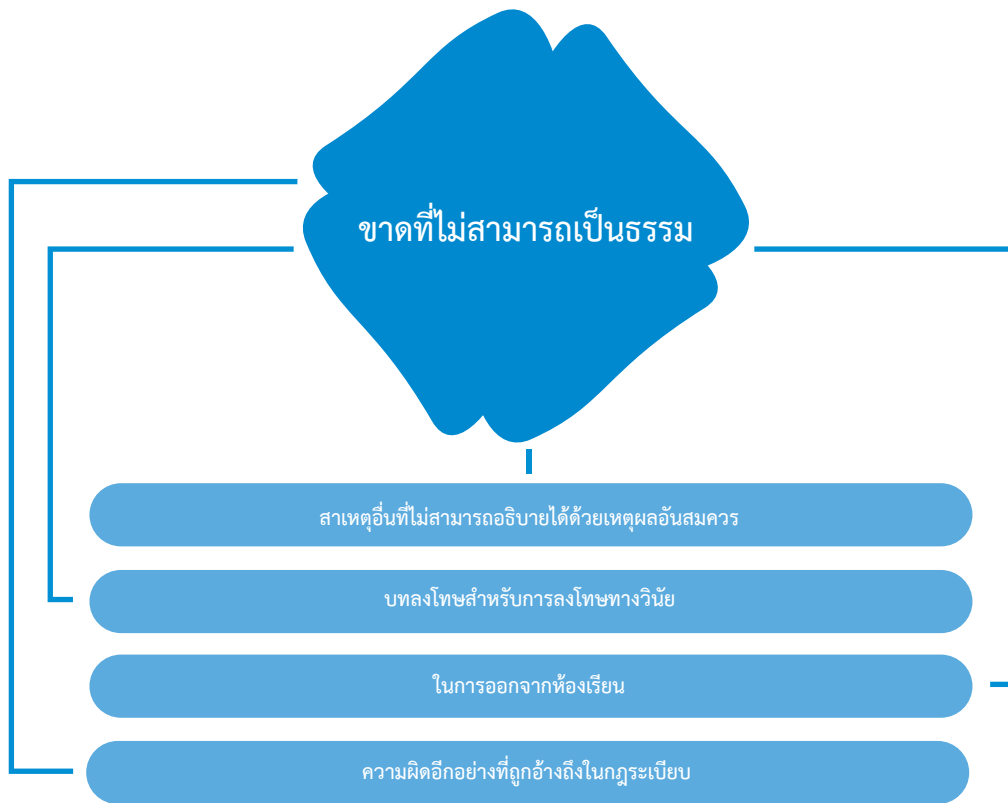 ขาดที่ไม่สามารถเป็นธรรม
สาเหตุอื่นที่ไม่สามารถอธิบายได้ด้วยเหตุผลอันสมควร
บทลงโทษสำหรับการลงโทษทางวินัย
ในการออกจากห้องเรียน
ความผิดอีกอย่างที่ถูกอ้างถึงในกฎระเบียบ